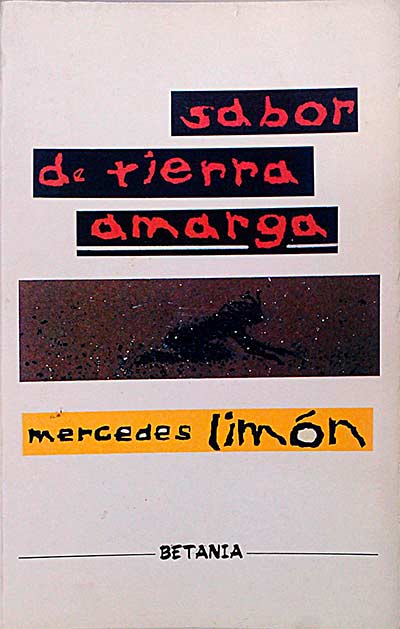 sabor
de tierra
amarga
mercedes limón
BETANIA